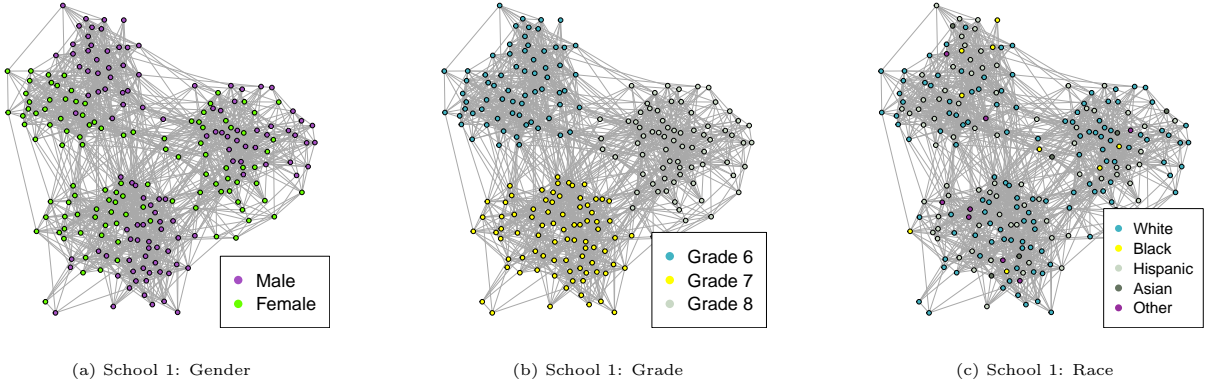 Male
Female
(a) School 1: Gender
Grade 6
Grade 7
Grade 8
(b) School 1: Grade
White
Black
Hispanic
Asian
Other
(c) School 1: Race